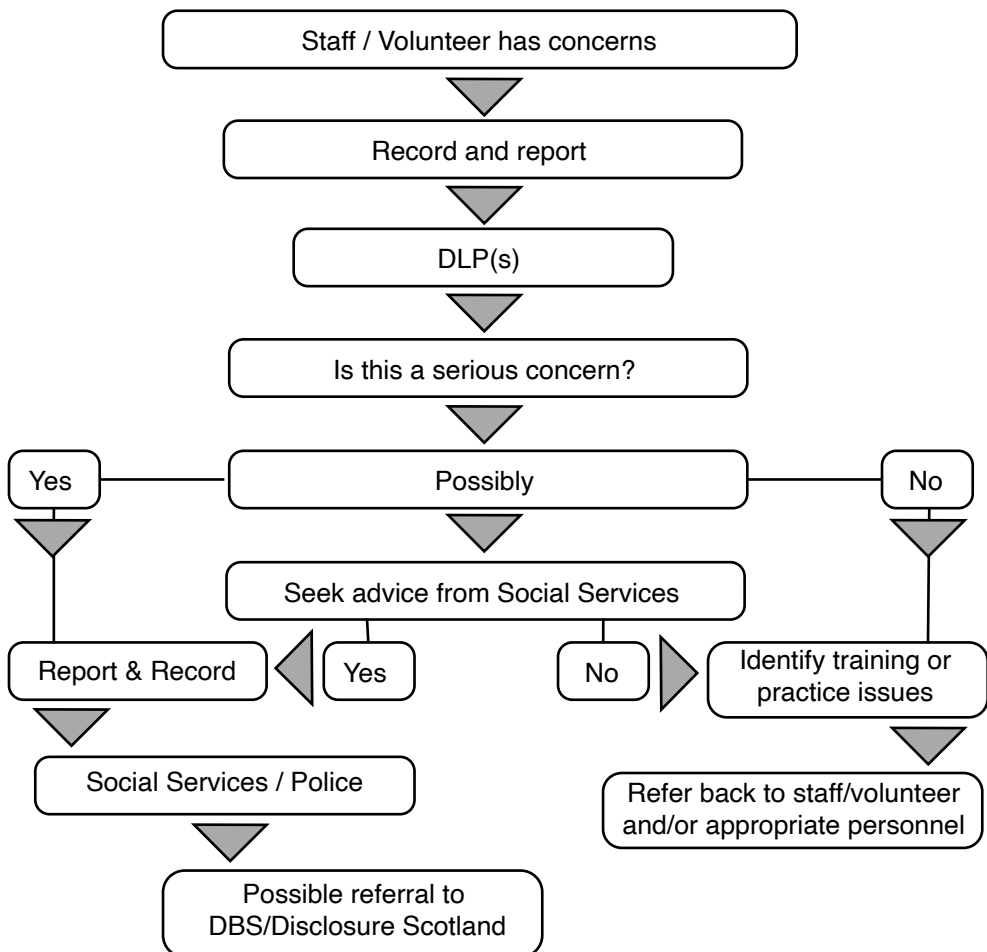 Staff / Volunteer has concerns
Record and report
DLP(s)
Is this a serious concern?
Yes
Possibly
No
Seek advice from Social Services
Report & Record
Yes
No
Identify training or
practice issues
Social Services / Police
Refer back to staff/volunteer
and/or appropriate personnel
Possible referral to
DBS/Disclosure Scotland